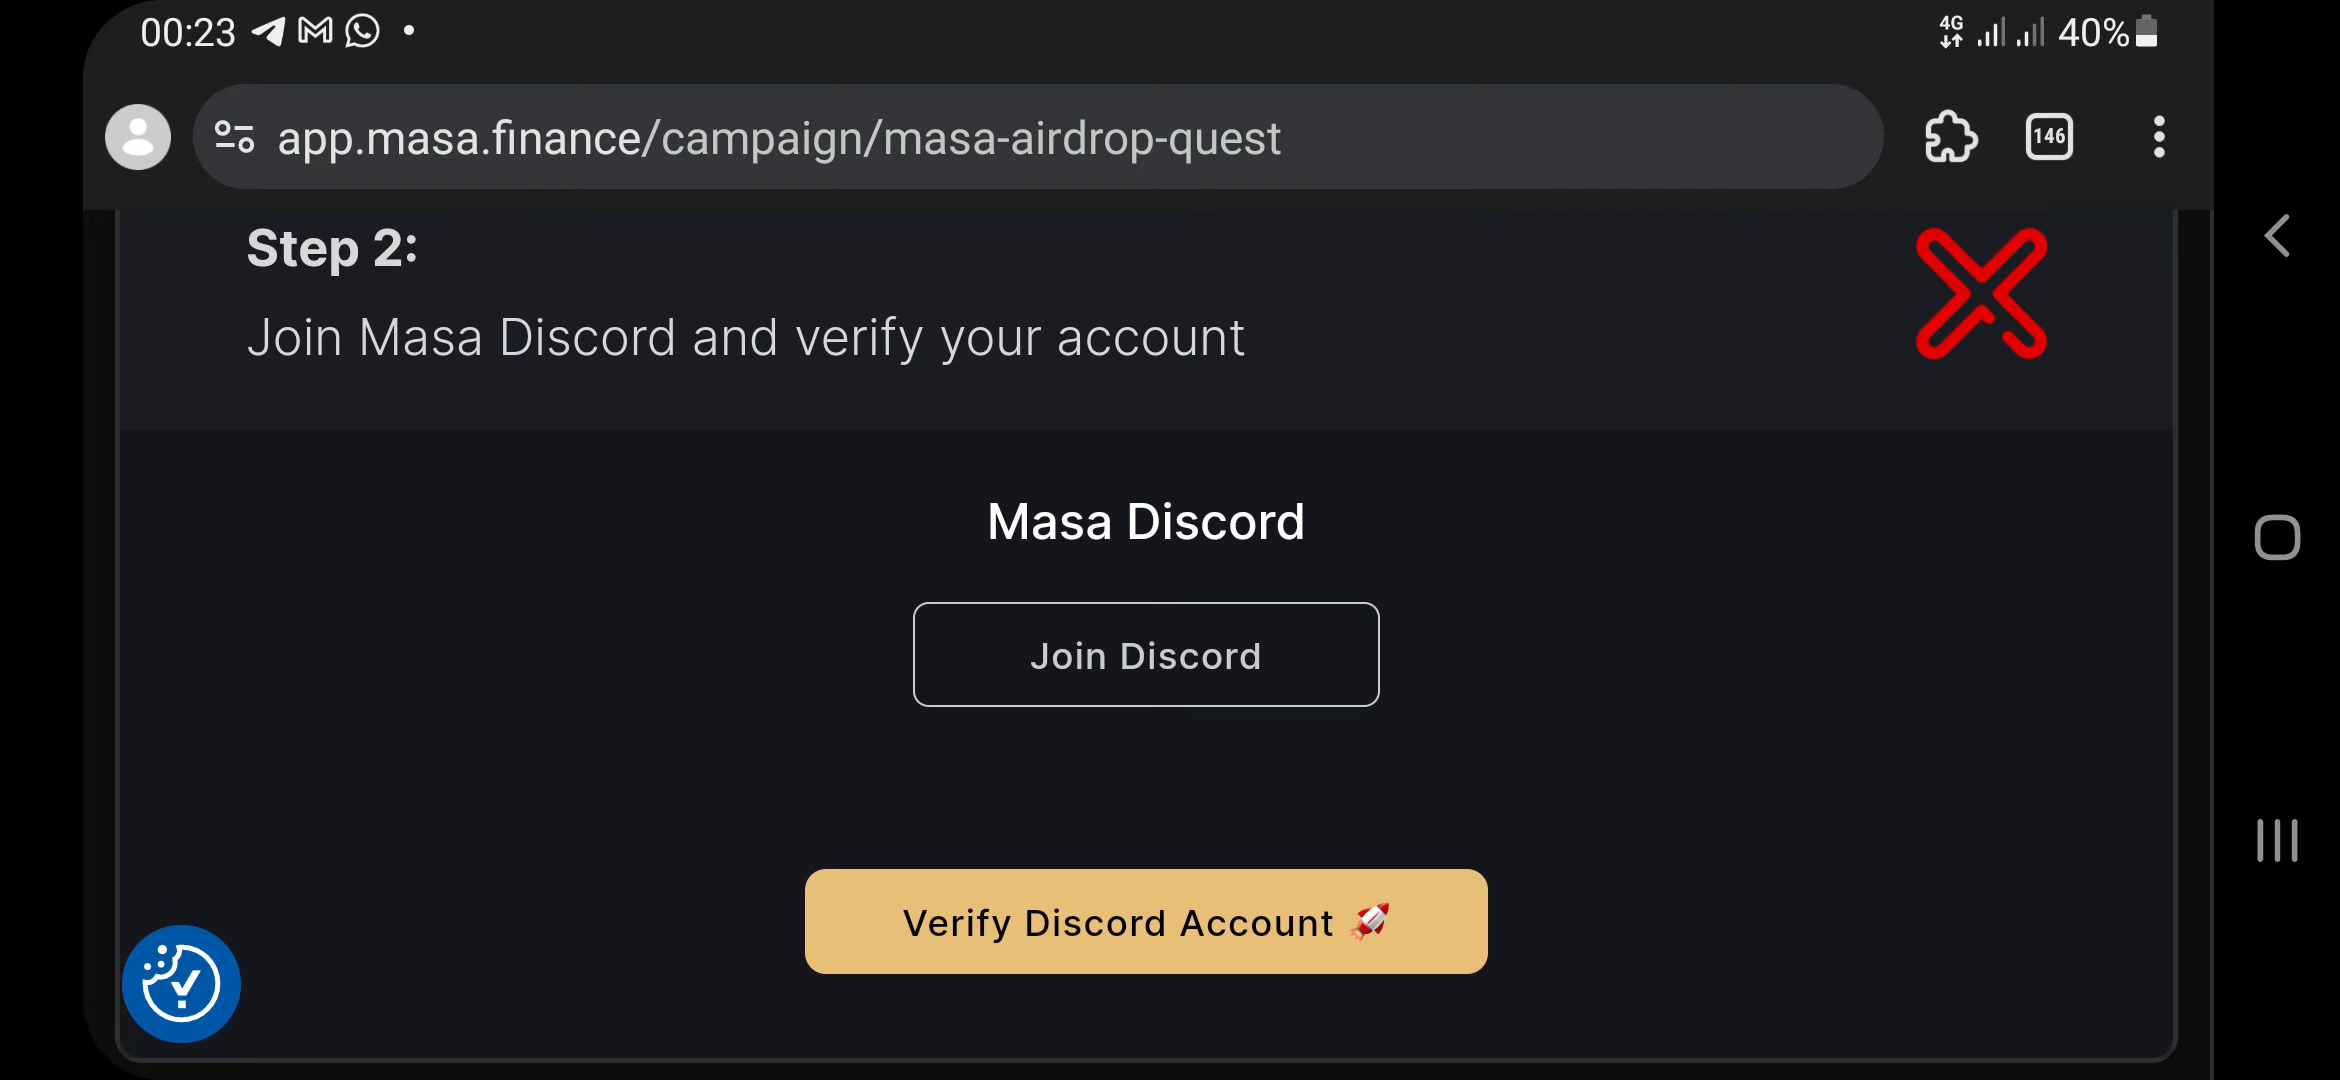 00:23
4G
40%
app.masa.finance/campaign/masa-airdrop-quest
146
Step 2:
Join Masa Discord and verify your account
Masa Discord
Join Discord
Verify Discord Account 🚀